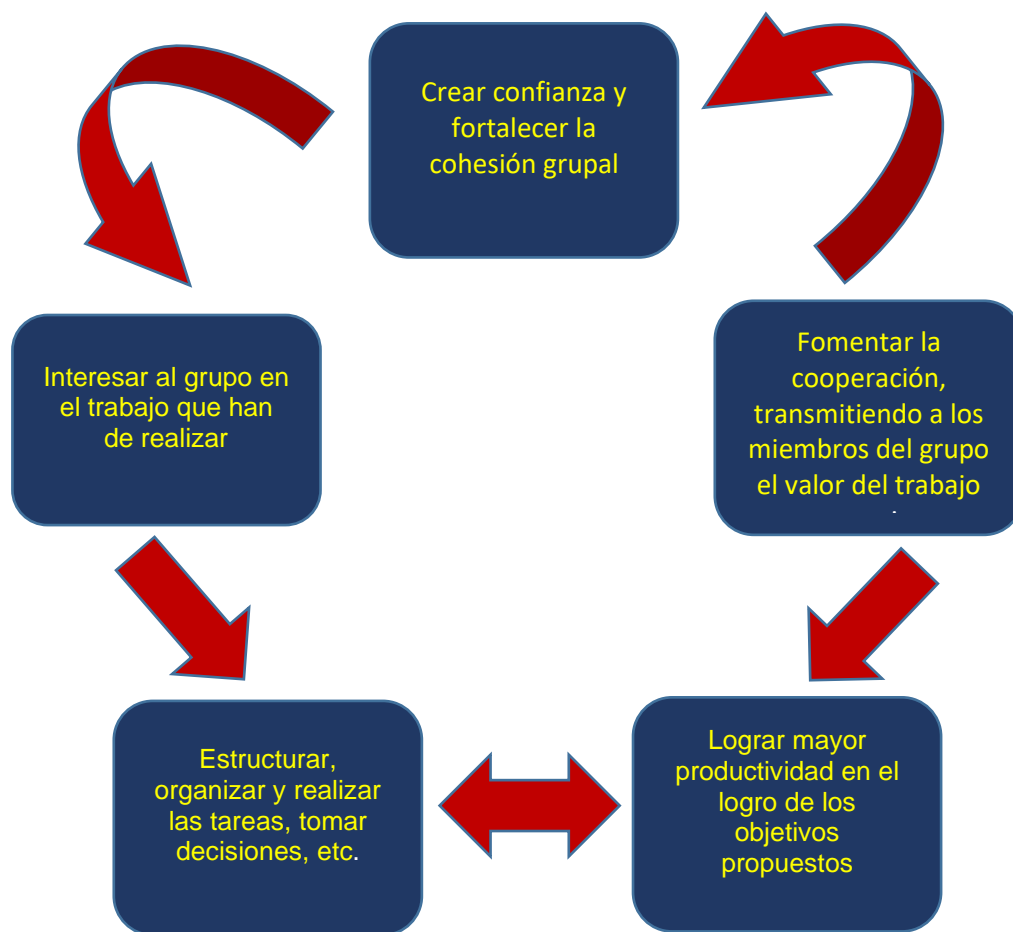 Crear confianza y
fortalecer la
cohesión grupal
Interesar al grupo en
el trabajo que han
de realizar
Fomentar la
cooperación,
transmitiendo a los
miembros del grupo
el valor del trabajo
Estructurar,
organizar y realizar
las tareas, tomar
decisiones, etc.
Lograr mayor
productividad en el
logro de los
objetivos
propuestos